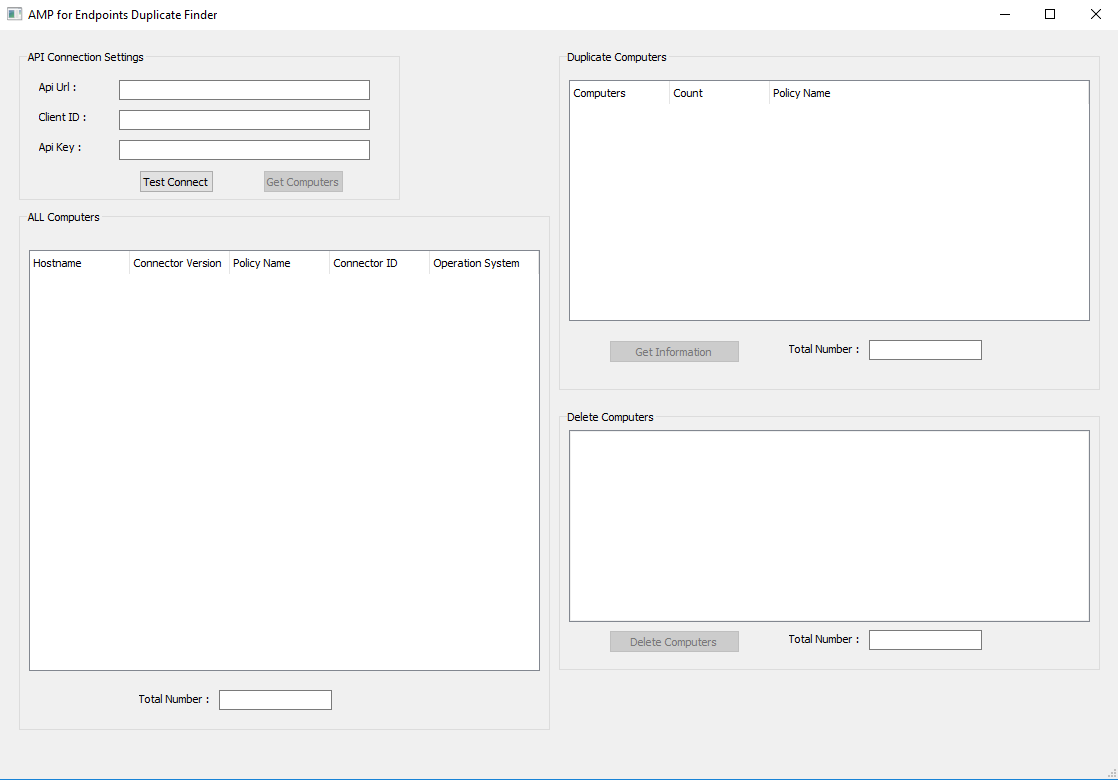 AMP for Endpoints Duplicate Finder
API Connection Settings
Api Url :
Client ID :
Api Key :
Test Connect Get Computers
ALL Computers
Hostname Connector Version Policy Name Connector ID Operation System
Total Number :
Duplicate Computers
Computers Count Policy Name
Get Information Total Number :
Delete Computers
Delete Computers Total Number :